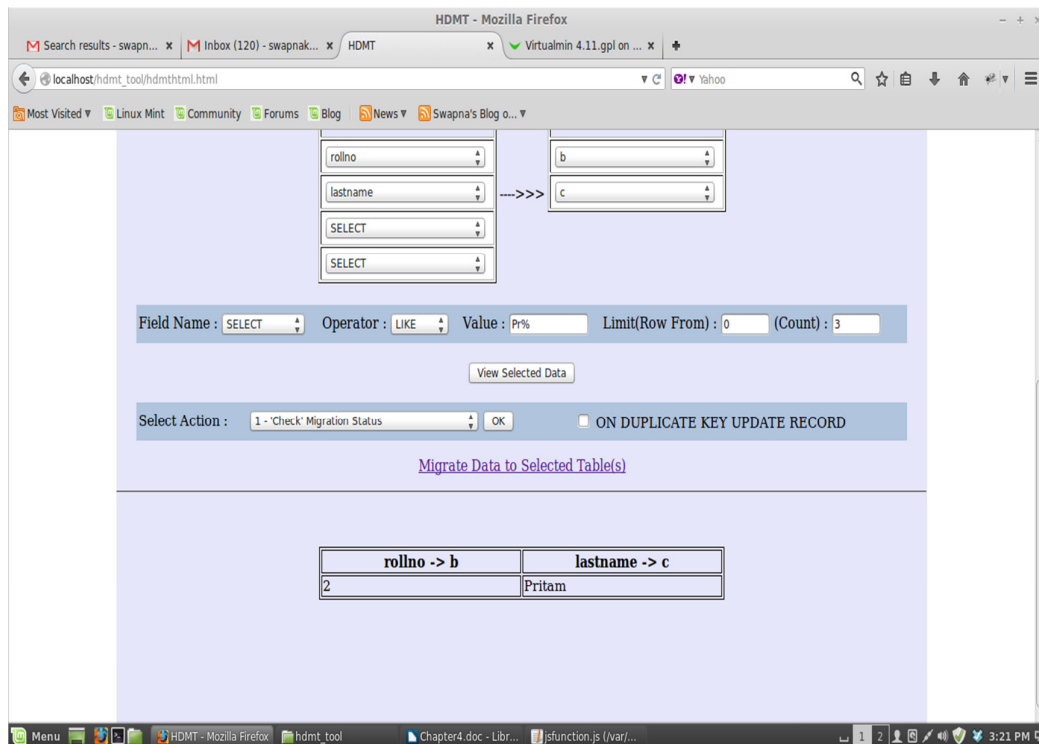 HDMT - Mozilla Firefox
Search results - swapn... x Inbox (120) - swapnak... x HDMT x Virtualmin 4.11.gpl on ... x
localhost/hdmt_tool/hdmthtml.html Yahoo
Most Visited Linux Mint Community Forums Blog News Swapna's Blog o...
rollno b
lastname ---->>> c
SELECT
SELECT
Field Name : SELECT Operator : LIKE Value : Pr% Limit(Row From) : 0 (Count) : 3
View Selected Data
Select Action : 1 - 'Check' Migration Status OK ON DUPLICATE KEY UPDATE RECORD
Migrate Data to Selected Table(s)
rollno -> b lastname -> c
2 Pritam
Menu HDMT - Mozilla Firefox hdmt_tool Chapter4.doc - Libr... jsfunction.js (/var/... 1 2 3:21 PM